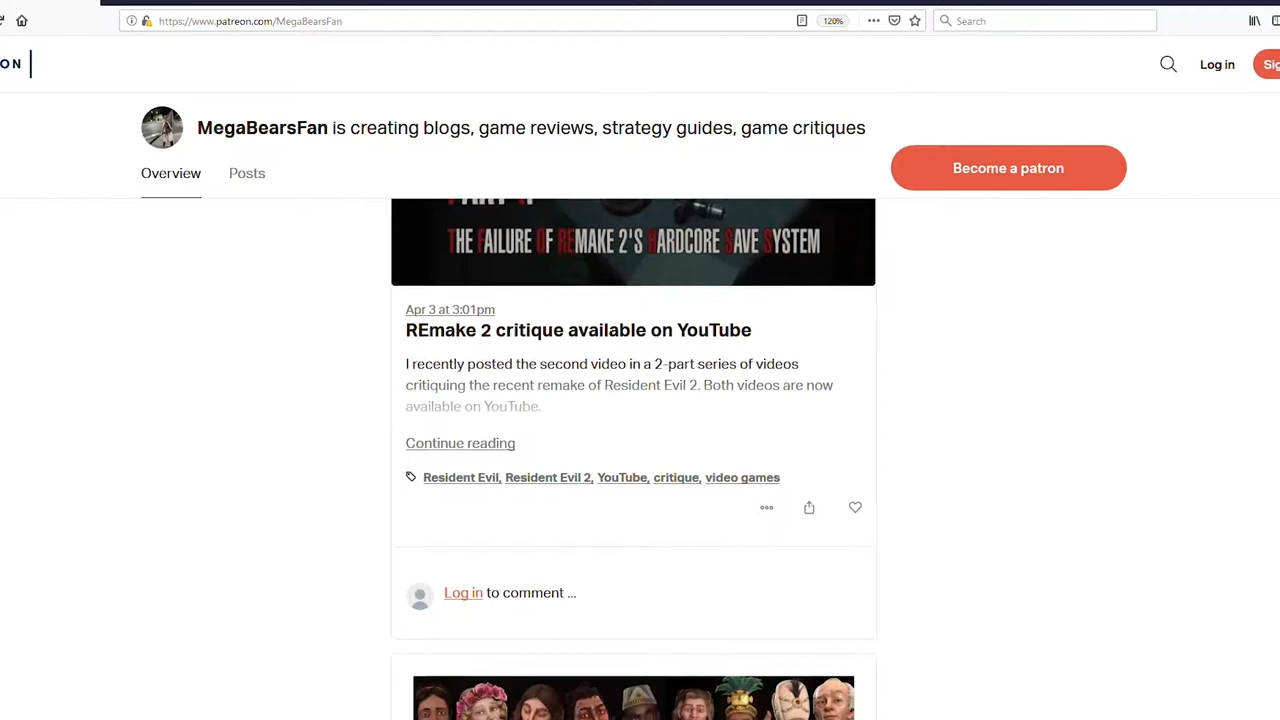 https://www.patreon.com/MegaBearsFan
120%
Search
ON
Log in
MegaBearsFan is creating blogs, game reviews, strategy guides, game critiques
Overview
Posts
Become a patron
THE FAILURE OF REMAKE 2'S HARDCORE SAVE SYSTEM
Apr 3 at 3:01pm
REmake 2 critique available on YouTube
I recently posted the second video in a 2-part series of videos
critiquing the recent remake of Resident Evil 2. Both videos are now
available on YouTube.
Continue reading
Resident Evil, Resident Evil 2, YouTube, critique, video games
Log in to comment ...